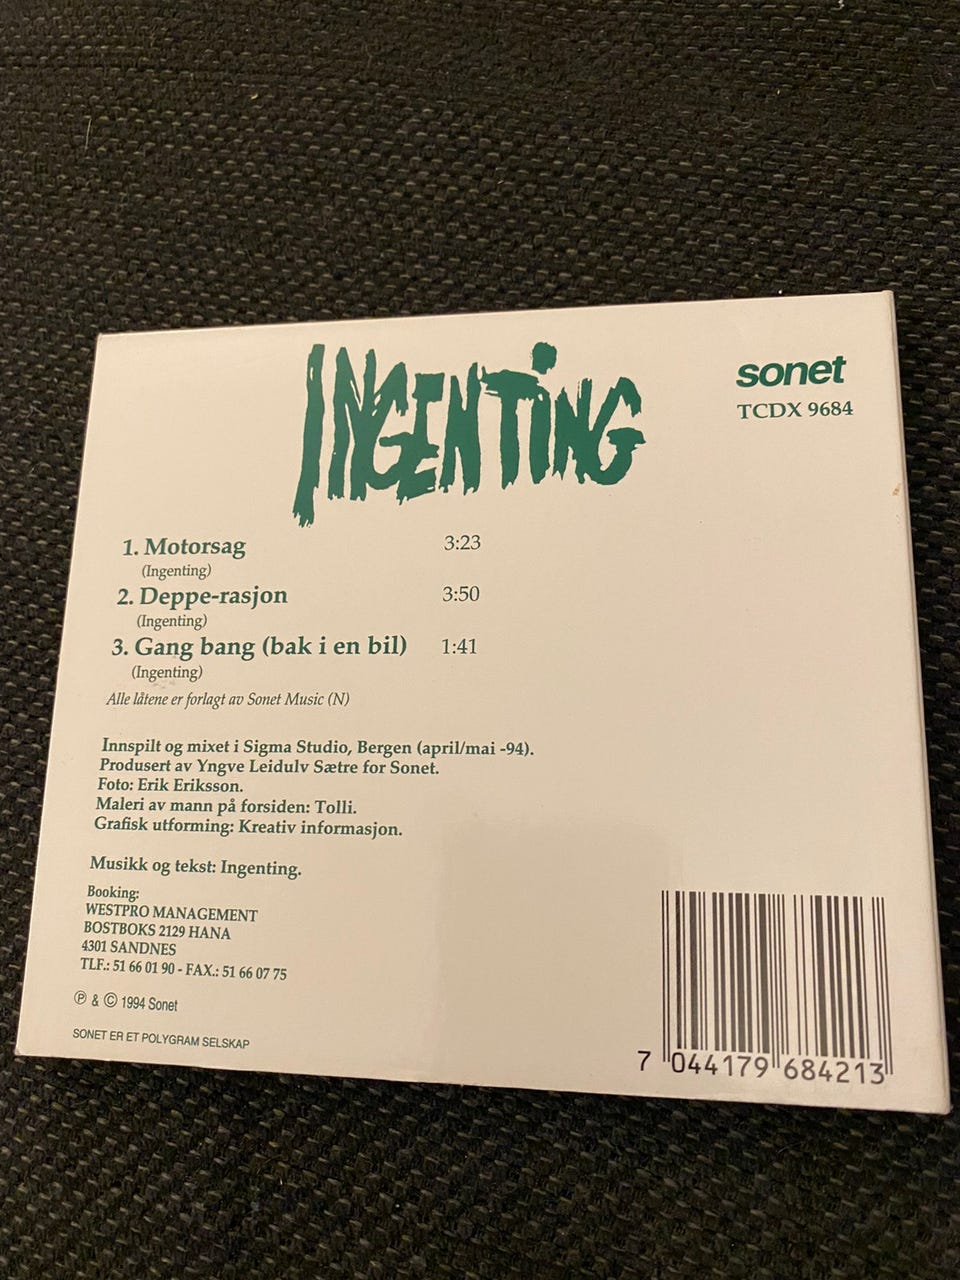 INGENTING
sonet
TCDX 9684
1. Motorsag 3:23
(Ingenting)
2. Deppe-rasjon 3:50
(Ingenting)
3. Gang bang (bak i en bil) 1:41
(Ingenting)
Alle låtene er forlagt av Sonet Music (N)
Innspilt og mixet i Sigma Studio, Bergen (april/mai -94).
Produsert av Yngve Leidulv Sætre for Sonet.
Foto: Erik Eriksson.
Maleri av mann på forsiden: Tolli.
Grafisk utforming: Kreativ informasjon.
Musikk og tekst: Ingenting.
Booking:
WESTPRO MANAGEMENT
BOSTBOKS 2129 HANA
4301 SANDNES
TLF.: 51 66 01 90 - FAX.: 51 66 07 75
℗ & © 1994 Sonet
SONET ER ET POLYGRAM SELSKAP
7 044179 684213